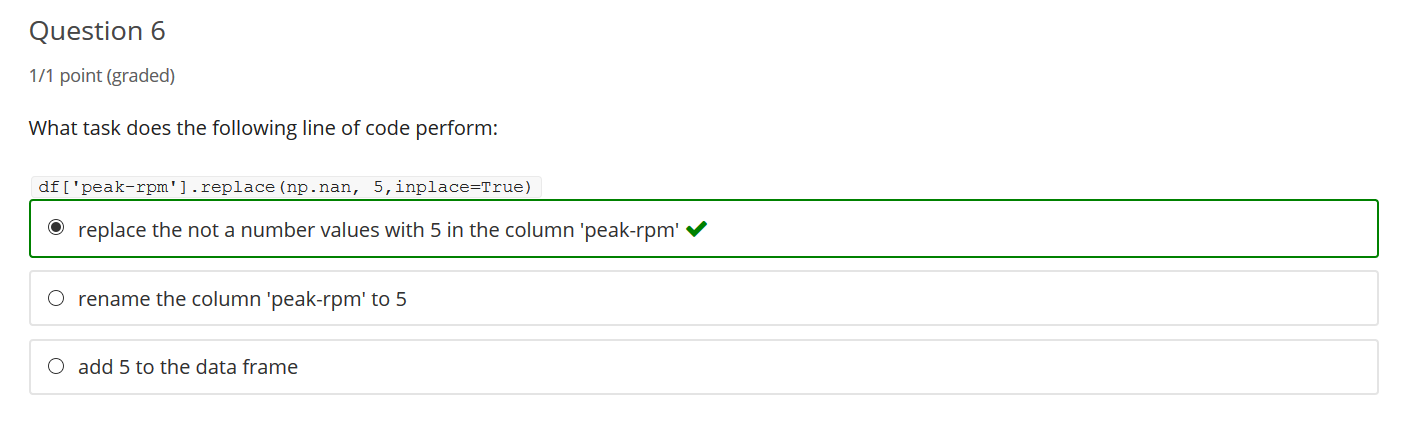 Question 6
1/1 point (graded)
What task does the following line of code perform:
df['peak-rpm'].replace(np.nan, 5,inplace=True)
replace the not a number values with 5 in the column 'peak-rpm'
rename the column 'peak-rpm' to 5
add 5 to the data frame